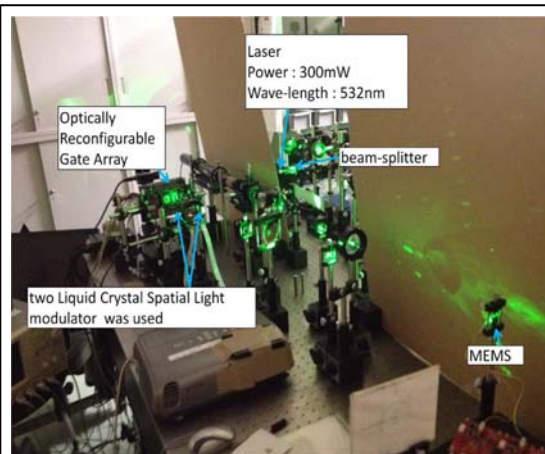 Laser
Power : 300mW
Wave-length : 532nm
Optically
Reconfigurable
Gate Array
beam-splitter
two Liquid Crystal Spatial Light
modulator was used
MEMS